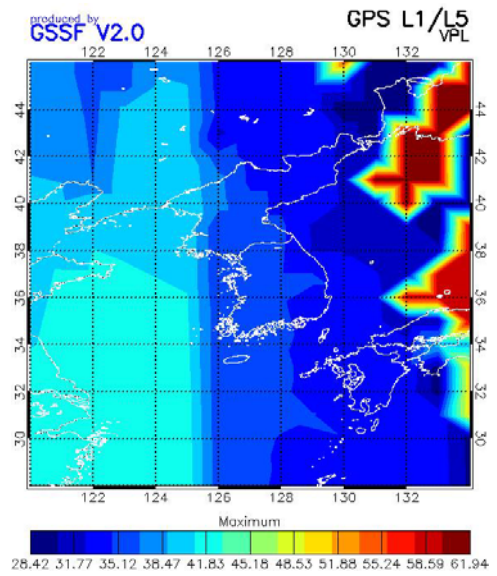 produced by
GSSF V2.0
GPS L1/L5
VPL
122 124 126 128 130 132
44 44
42 42
40 40
38 38
36 36
34 34
32 32
30 30
122 124 126 128 130 132
Maximum
28.42 31.77 35.12 38.47 41.83 45.18 48.53 51.88 55.24 58.59 61.94